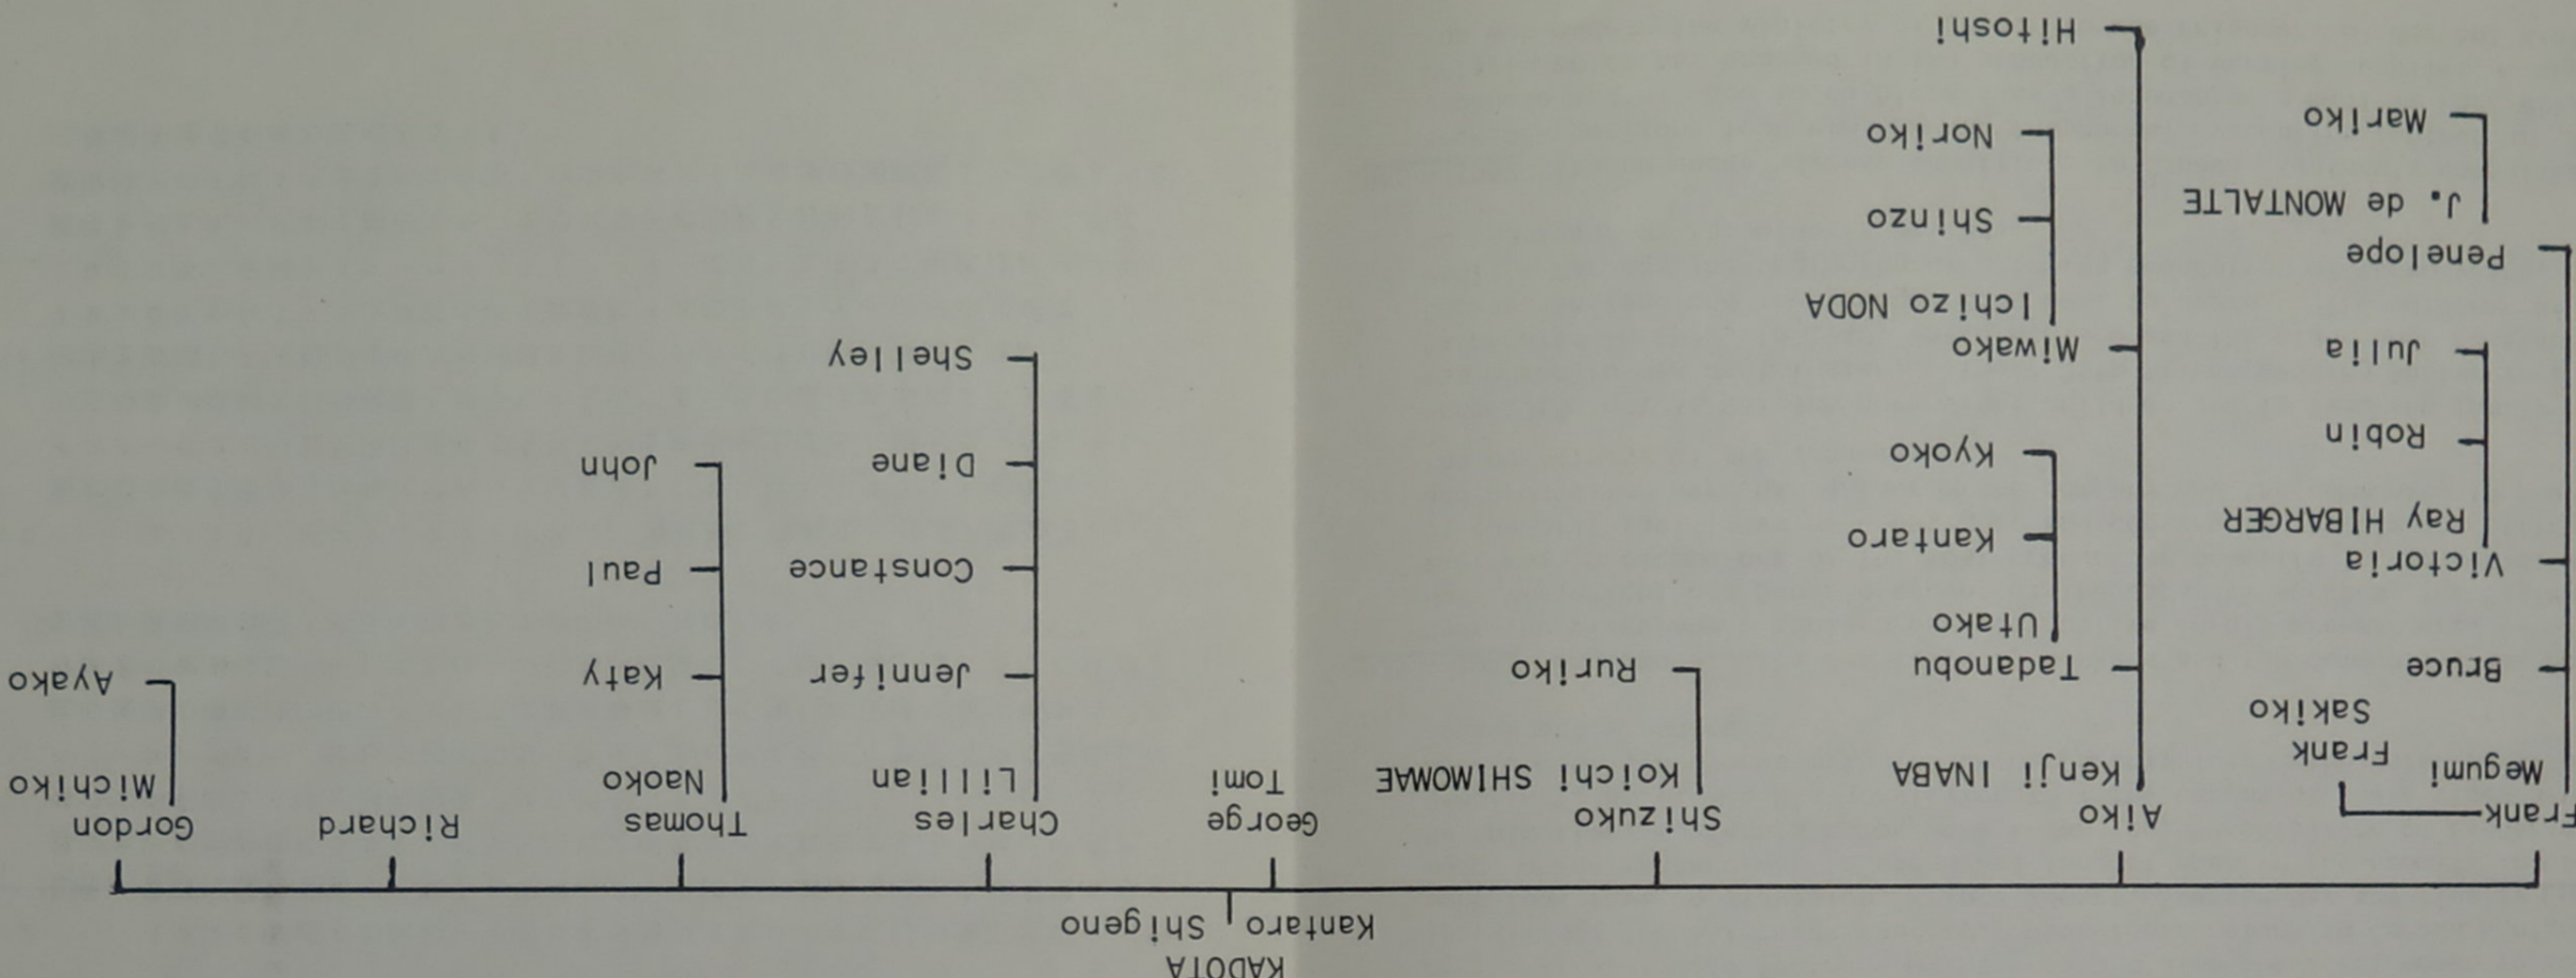 KADOTA
Kantaro Shigeno
Frank Aiko Shizuko George Charles Thomas Richard Gordon
Megumi Kenji INABA Koichi SHIMOMAE Tomi Lillian Naoko Michiko
Frank
Sakiko
Bruce Tadanobu Ruriko Jennifer Katy Ayako
Utako
Victoria Kantaro Constance Paul
Ray HIBARGER
Robin Kyoko Diane John
Julia Miwako Shelley
Ichizo NODA
Penelope Shinzo
J. de MONTALTE
Mariko Noriko
Hitoshi